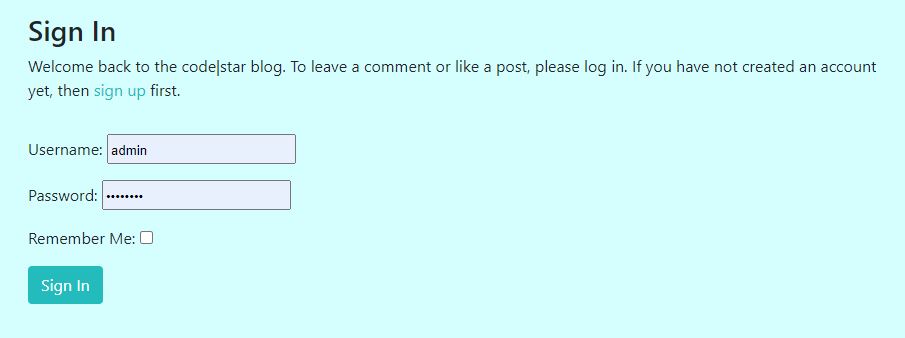 Sign In
Welcome back to the code|star blog. To leave a comment or like a post, please log in. If you have not created an account
yet, then sign up first.
Username: admin
Password: ••••••••
Remember Me:
Sign In